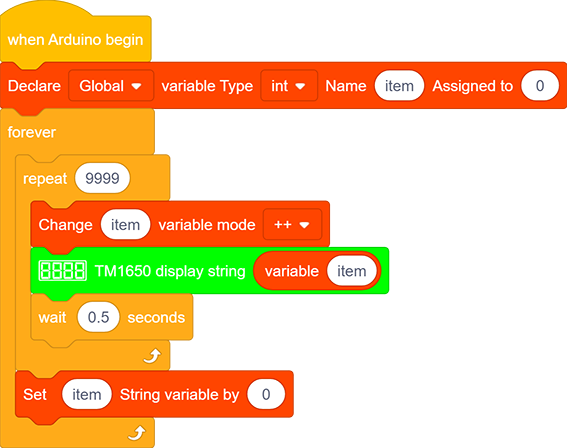 when Arduino begin
Declare Global variable Type int Name item Assigned to 0
forever
repeat 9999
Change item variable mode ++
8888 TM1650 display string variable item
wait 0.5 seconds
Set item String variable by 0